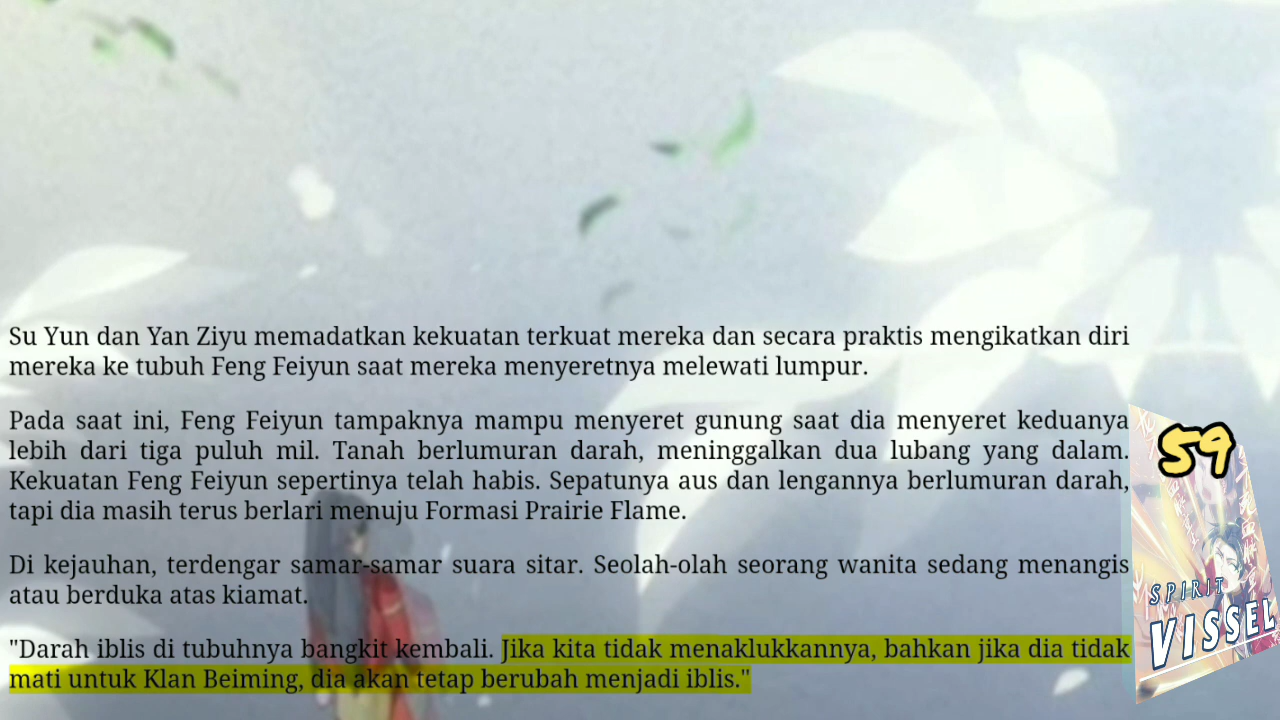 Su Yun dan Yan Ziyu memadatkan kekuatan terkuat mereka dan secara praktis mengikatkan diri
mereka ke tubuh Feng Feiyun saat mereka menyeretnya melewati lumpur.
Pada saat ini, Feng Feiyun tampaknya mampu menyeret gunung saat dia menyeret keduanya
lebih dari tiga puluh mil. Tanah berlumuran darah, meninggalkan dua lubang yang dalam.
Kekuatan Feng Feiyun sepertinya telah habis. Sepatunya aus dan lengannya berlumuran darah,
tapi dia masih terus berlari menuju Formasi Prairie Flame.
Di kejauhan, terdengar samar-samar suara sitar. Seolah-olah seorang wanita sedang menangis
atau berduka atas kiamat.
"Darah iblis di tubuhnya bangkit kembali. Jika kita tidak menaklukkannya, bahkan jika dia tidak
mati untuk Klan Beiming, dia akan tetap berubah menjadi iblis."
59
SPIRIT
VISSEL